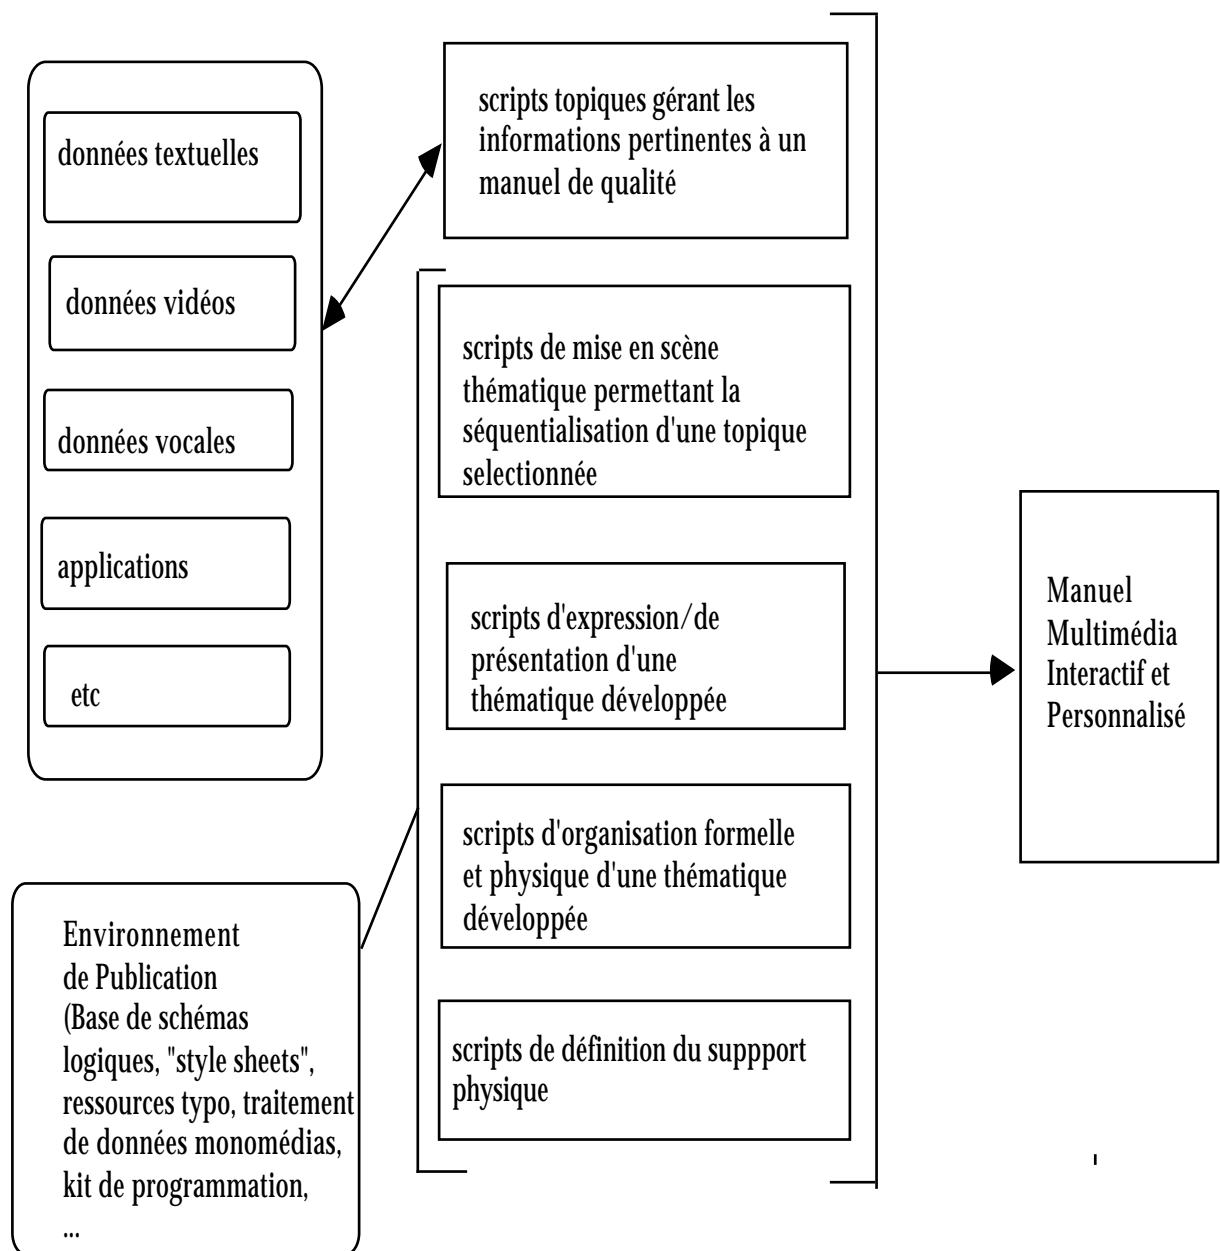 données textuelles
données vidéos
données vocales
applications
etc
Environnement
de Publication
(Base de schémas
logiques, "style sheets",
ressources typo, traitement
de données monomédias,
kit de programmation,
...
scripts topiques gérant les
informations pertinentes à un
manuel de qualité
scripts de mise en scène
thématique permettant la
séquentialisation d'une topique
selectionnée
scripts d'expression/de
présentation d'une
thématique développée
scripts d'organisation formelle
et physique d'une thématique
développée
scripts de définition du suppport
physique
Manuel
Multimédia
Interactif et
Personnalisé